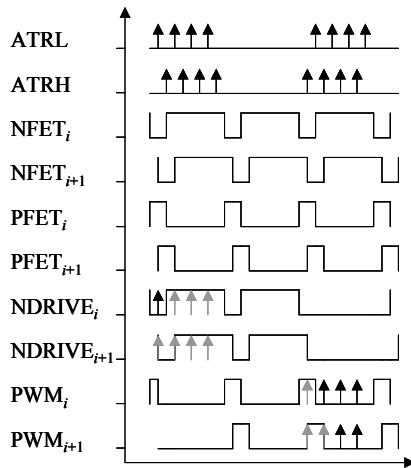 ATRL
ATRH
NFETi
NFETi+1
PFETi
PFETi+1
NDRIVEi
NDRIVEi+1
PWMi
PWMi+1